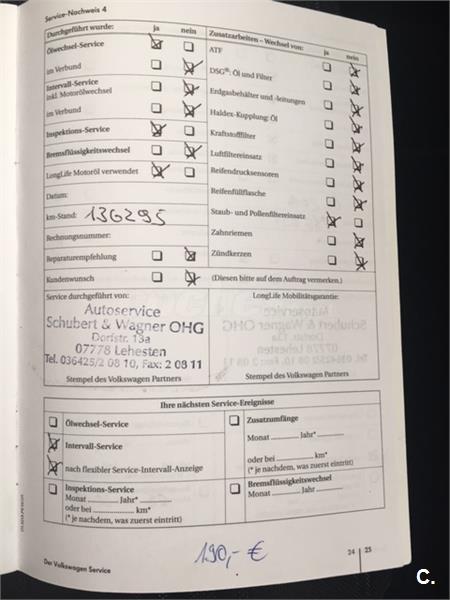 Service-Nachweis 4
Durchgeführt wurde: ja nein
Ölwechsel-Service
im Verbund
Intervall-Service
inkl. Motorölwechsel
im Verbund
Inspektions-Service
Bremsflüssigkeitswechsel
LongLife Motoröl verwendet
Datum:
km-Stand: 136295
Rechnungsnummer:
Reparaturempfehlung
Kundenwunsch
Zusatzarbeiten – Wechsel von: ja nein
ATF
DSG®: Öl und Filter
Erdgasbehälter und -leitungen
Haldex-Kupplung: Öl
Kraftstofffilter
Luftfiltereinsatz
Reifendrucksensoren
Reifenfüllflasche
Staub- und Pollenfiltereinsatz
Zahnriemen
Zündkerzen
(Diesen bitte auf dem Auftrag vermerken.)
Service durchgeführt von:
Autoservice
Schubert & Wagner OHG
Dorfstr. 13a
07778 Lehesten
Tel. 036425/2 08 10, Fax: 2 08 11
Stempel des Volkswagen Partners
LongLife Mobilitätsgarantie:
Stempel des Volkswagen Partners
Ihre nächsten Service-Ereignisse
Ölwechsel-Service
Intervall-Service
nach flexibler Service-Intervall-Anzeige
Inspektions-Service
Monat ............ Jahr* ............
oder bei ............ km*
(* je nachdem, was zuerst eintritt)
Zusatzumfänge
Monat ............ Jahr* ............
oder bei ............ km*
(* je nachdem, was zuerst eintritt)
Bremsflüssigkeitswechsel
Monat ............ Jahr ............
190,- €
24 | 25
Der Volkswagen Service
C.